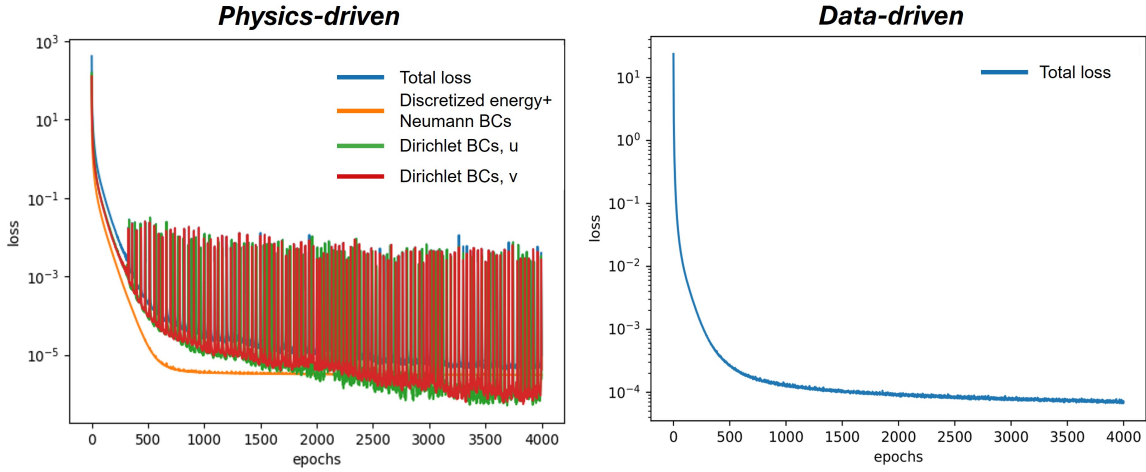 Physics-driven
10³
10¹
10⁻¹
10⁻³
10⁻⁵
loss
Total loss
Discretized energy+
Neumann BCs
Dirichlet BCs, u
Dirichlet BCs, v
0 500 1000 1500 2000 2500 3000 3500 4000
epochs
Data-driven
10¹
10⁰
10⁻¹
10⁻²
10⁻³
10⁻⁴
loss
Total loss
0 500 1000 1500 2000 2500 3000 3500 4000
epochs